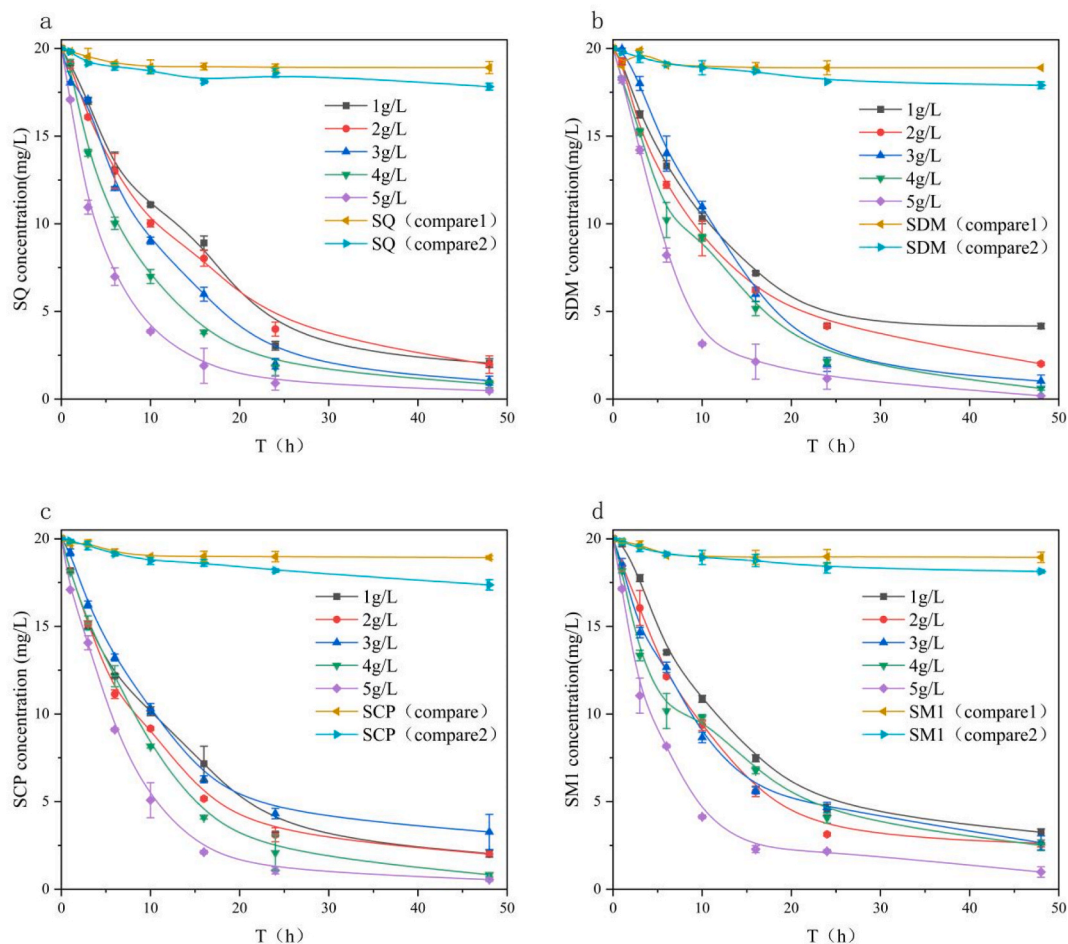 a
SQ concentration(mg/L)
20
15
10
5
0
1g/L
2g/L
3g/L
4g/L
5g/L
SQ（compare1)
SQ（compare2)
0 10 20 30 40 50
T（h）
b
SDM 'concentration(mg/L)
20
15
10
5
0
1g/L
2g/L
3g/L
4g/L
5g/L
SDM（compare1)
SDM（compare2)
0 10 20 30 40 50
T（h）
c
SCP concentration (mg/L)
20
15
10
5
0
1g/L
2g/L
3g/L
4g/L
5g/L
SCP（compare）
SCP（compare2)
0 10 20 30 40 50
T（h）
d
SM1 concentration(mg/L)
20
15
10
5
0
1g/L
2g/L
3g/L
4g/L
5g/L
SM1（compare1)
SM1（compare2)
0 10 20 30 40 50
T（h）